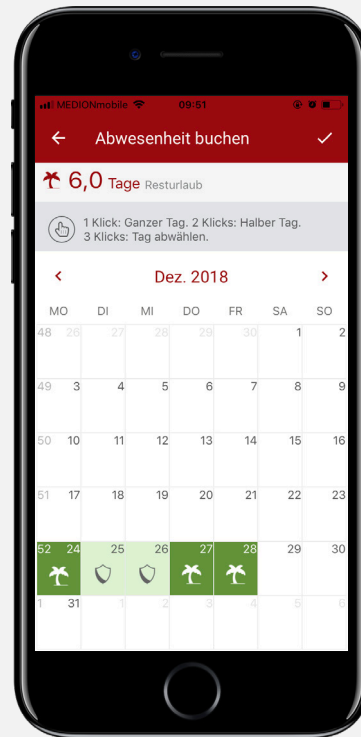 MEDIONmobile 09:51
Abwesenheit buchen
6,0 Tage Resturlaub
1 Klick: Ganzer Tag. 2 Klicks: Halber Tag.
3 Klicks: Tag abwählen.
Dez. 2018
MO DI MI DO FR SA SO
48 26 27 28 29 30 1 2
49 3 4 5 6 7 8 9
50 10 11 12 13 14 15 16
51 17 18 19 20 21 22 23
52 24 25 26 27 28 29 30
1 31 1 2 3 4 5 6